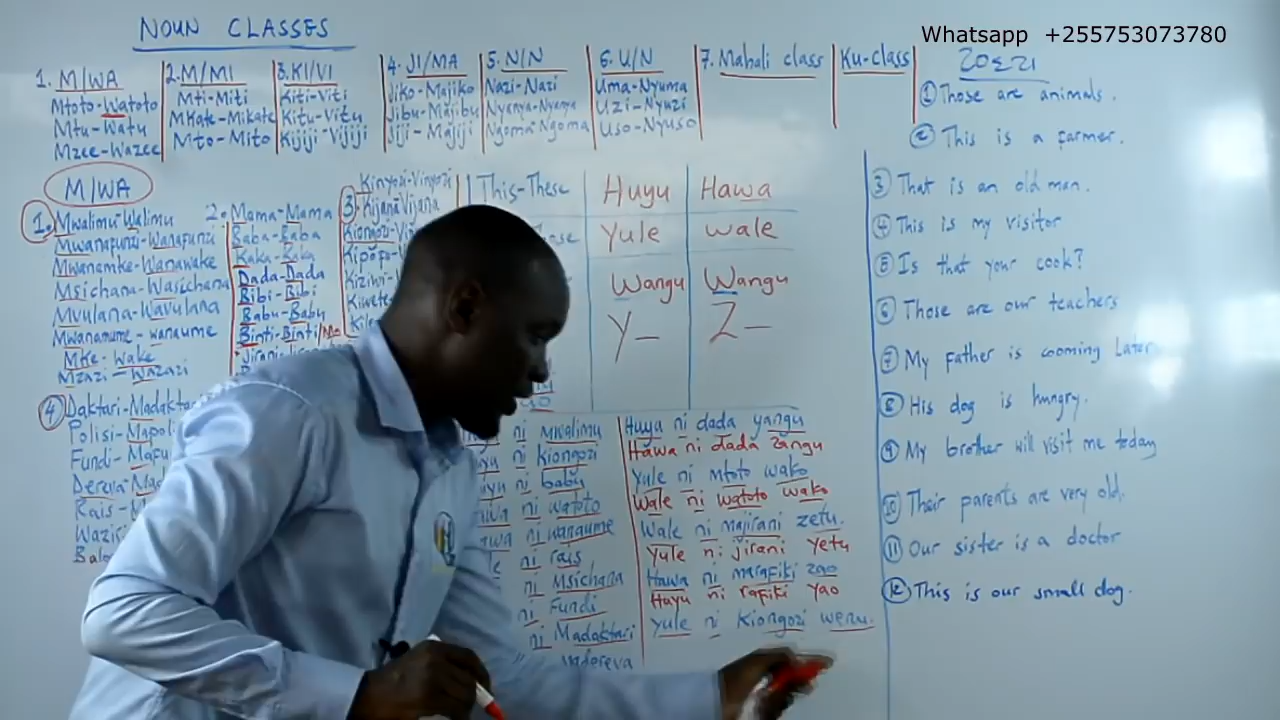 NOUN CLASSES
Whatsapp +255753073780
1. M/WA
Mtoto-Watoto
Mtu-Watu
Mzee-Wazee
2. M/MI
Mti-Miti
MKate-Mikate
Mto-Mito
3. KI/VI
Kiti-Viti
Kitu-Vitu
Kijiji-Vijiji
4. JI/MA
Jiko-Majiko
Jibu-Majibu
Jiji-Majiji
5. N/N
Nazi-Nazi
Nyanya-Nyanya
Ngoma-Ngoma
6. U/N
Uma-Nyuma
Uzi-Nyuzi
Uso-Nyuso
7. Mahali class
Ku-class
M/WA
1. Mwalimu-Walimu
Mwanafunzi-Wanafunzi
Mwanamke-Wanawake
Msichana-Wasichana
Mvulana-Wavulana
Mwanamume-wanaume
Mke-Wake
Mzazi-Wazazi
2. Mama-Mama
Baba-Baba
Kaka-Kaka
Dada-Dada
Bibi-Bibi
Babu-Babu
Binti-Binti
Kinyozi-Vinyozi
3. Kijana Vijana
Kiongozi
Kipofu
Kiziwi
4 Daktari-Madaktari
Polisi-Mapoli
Fundi-Mafu
Dereva
Rais
This-These
Huyu
Hawa
Yule
wale
Wangu
Wangu
Y-
Z-
ni mwalimu
ni kiongozi
ni babu
ni watoto
ni wanaume
ni rais
ni Msichana
ni Fundi
ni Madaktari
Huyu ni dada yangu
Hawa ni dada zangu
Yule ni mtoto wako
Wale ni watoto wako
Wale ni majirani zetu.
Yule ni jirani yetu
Hawa ni marafiki zao
Huyu ni rafiki Yao
Yule ni Kiongozi wenu.
1 Those are animals.
2 This is a farmer.
3 That is an old man.
4 This is my visitor
5 Is that your cook?
6 Those are our teachers
7 My father is cooming Later
8 His dog is hungry.
9 My brother will visit me today
10 Their parents are very old.
11 Our sister is a doctor
12 This is our small dog.